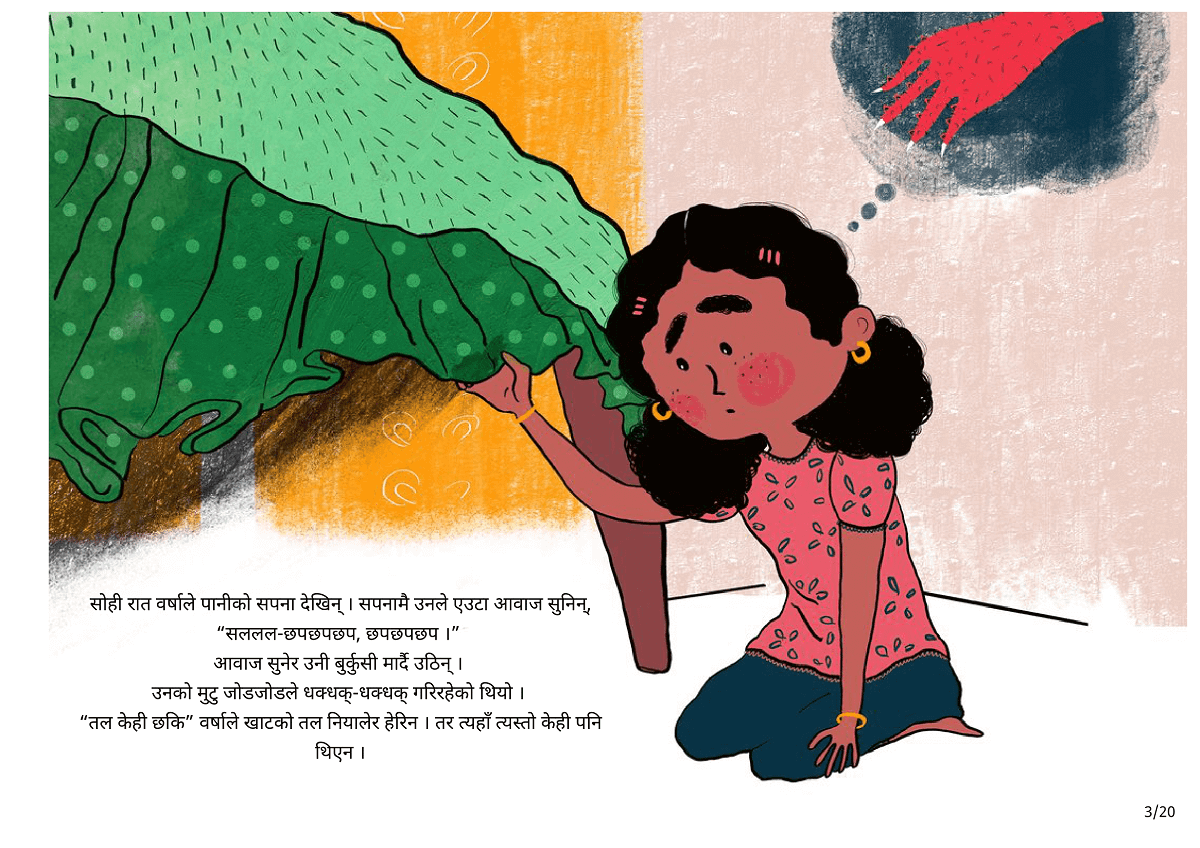 सोही रात वर्षाले पानीको सपना देखिन् । सपनामै उनले एउटा आवाज सुनिन्,
“सललल-छपछपछप, छपछपछप ।”
आवाज सुनेर उनी बुर्कुसी मार्दै उठिन् ।
उनको मुटु जोडजोडले धक्धक्-धक्धक् गरिरहेको थियो ।
“तल केही छकि” वर्षाले खाटको तल नियालेर हेरिन । तर त्यहाँ त्यस्तो केही पनि
थिएन ।
3/20